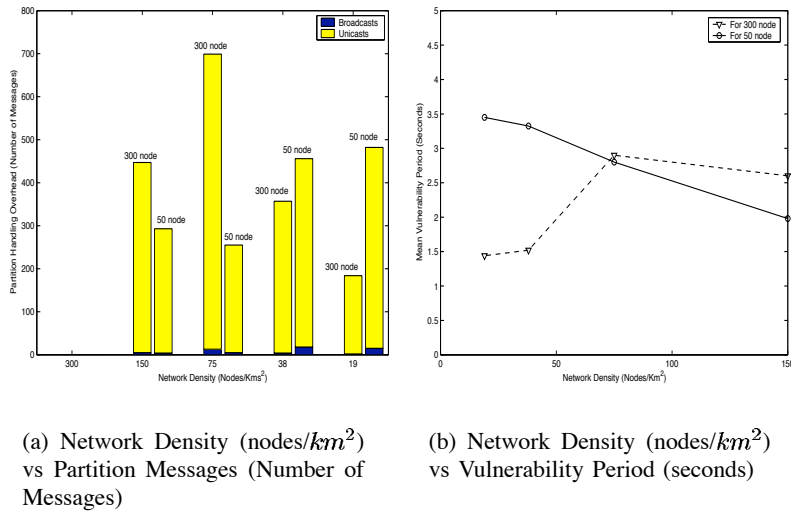 800
700
600
500
400
300
200
100
0
Partition Handling Overhead (Number of Messages)
Broadcasts
Unicasts
300 node
50 node
300 node
50 node
300 node
50 node
300 node
50 node
300
150
75
38
19
Network Density (Nodes/Kms²)
5
4.5
4
3.5
3
2.5
2
1.5
1
0.5
0
Mean Vulnerability Period (Seconds)
For 300 node
For 50 node
0
50
100
150
Network Density (Nodes/Km²)
(a) Network Density (nodes/km²)
vs Partition Messages (Number of
Messages)
(b) Network Density (nodes/km²)
vs Vulnerability Period (seconds)